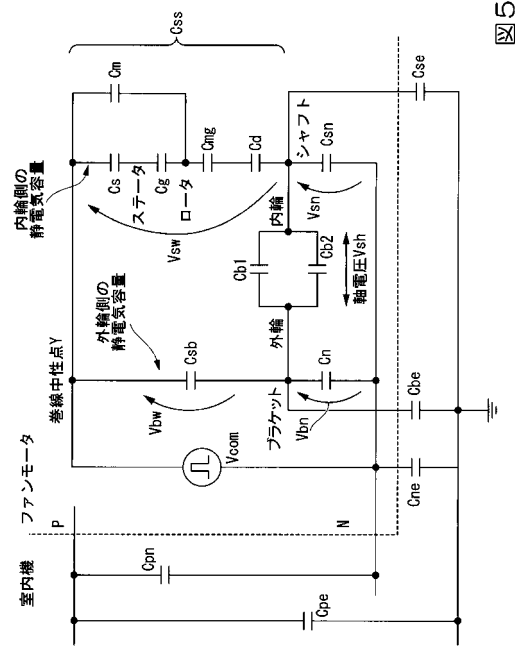 図5
室内機
ファンモータ
P
N
Cpn
Cpe
Cne
Vcom
巻線中性点Y
Vbw
外輪側の
静電気容量
Csb
ブラケット
外輪
Cn
Vbn
Cbe
Cb1
Cb2
内輪
軸電圧Vsh
Vsw
内輪側の
静電気容量
Cs
ステータ
Cg
ロータ
Cmg
Cd
Cm
Css
シャフト
Csn
Vsn
Cse